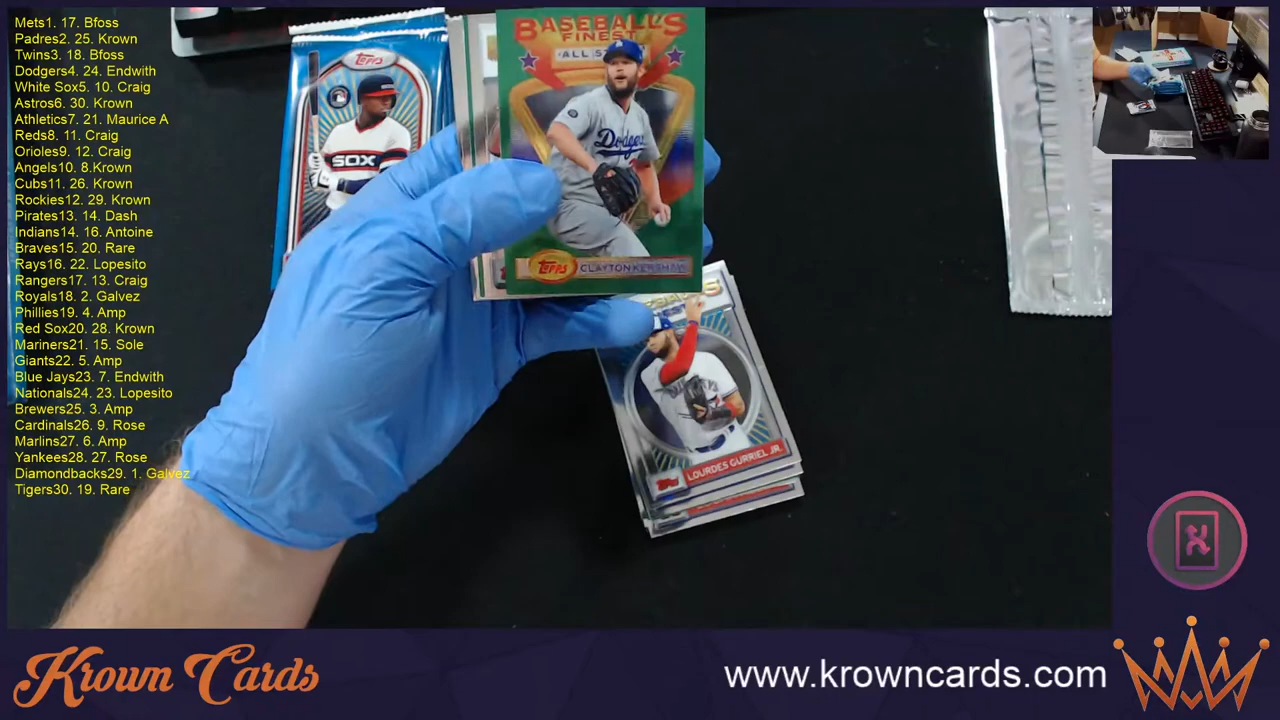 Mets1. 17. Bfoss
Padres2. 25. Krown
Twins3. 18. Bfoss
Dodgers4. 24. Endwith
White Sox5. 10. Craig
Astros6. 30. Krown
Athletics7. 21. Maurice A
Reds8. 11. Craig
Orioles9. 12. Craig
Angels10. 8.Krown
Cubs11. 26. Krown
Rockies12. 29. Krown
Pirates13. 14. Dash
Indians14. 16. Antoine
Braves15. 20. Rare
Rays16. 22. Lopesito
Rangers17. 13. Craig
Royals18. 2. Galvez
Phillies19. 4. Amp
Red Sox20. 28. Krown
Mariners21. 15. Sole
Giants22. 5. Amp
Blue Jays23. 7. Endwith
Nationals24. 23. Lopesito
Brewers25. 3. Amp
Cardinals26. 9. Rose
Marlins27. 6. Amp
Yankees28. 27. Rose
Diamondbacks29. 1. Galvez
Tigers30. 19. Rare
Topps
SOX
BASEBALL'S
FINEST
Dodgers
Topps
CLAYTON KERSHAW
Topps
LOURDES GURRIEL JR.
Krown Cards
www.krowncards.com